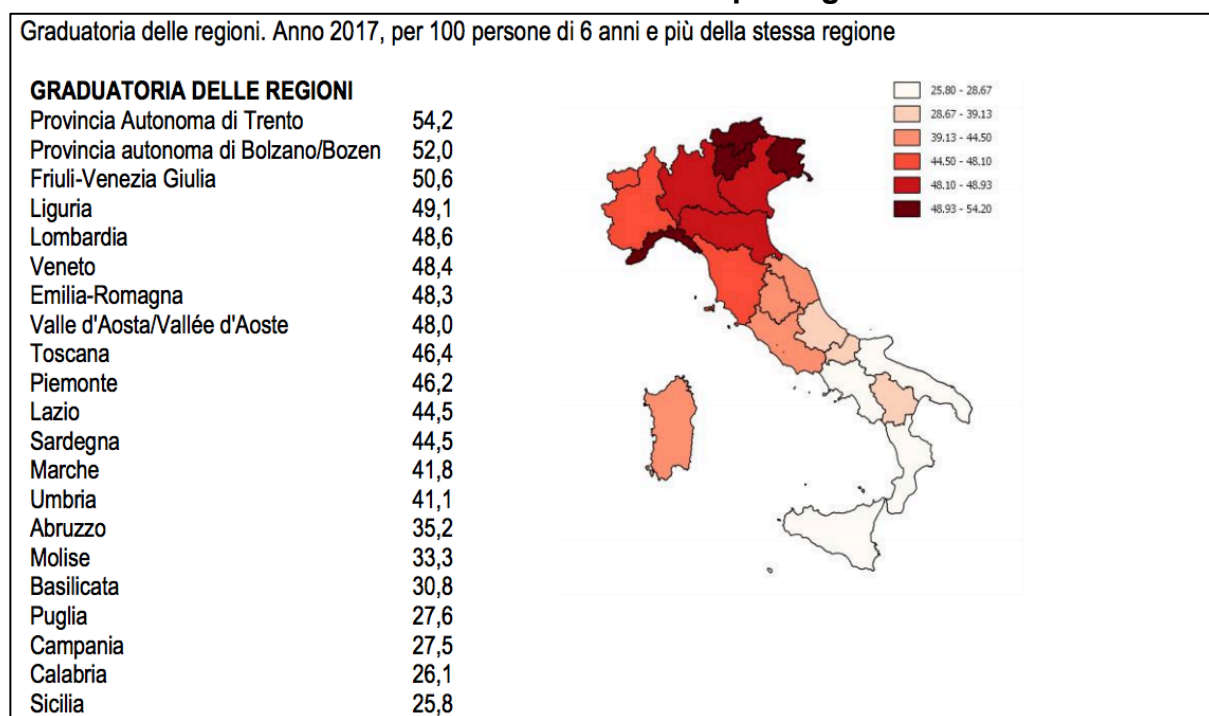 Graduatoria delle regioni. Anno 2017, per 100 persone di 6 anni e più della stessa regione
GRADUATORIA DELLE REGIONI
Provincia Autonoma di Trento 54,2
Provincia autonoma di Bolzano/Bozen 52,0
Friuli-Venezia Giulia 50,6
Liguria 49,1
Lombardia 48,6
Veneto 48,4
Emilia-Romagna 48,3
Valle d'Aosta/Vallée d'Aoste 48,0
Toscana 46,4
Piemonte 46,2
Lazio 44,5
Sardegna 44,5
Marche 41,8
Umbria 41,1
Abruzzo 35,2
Molise 33,3
Basilicata 30,8
Puglia 27,6
Campania 27,5
Calabria 26,1
Sicilia 25,8
25.80 - 28.67
28.67 - 39.13
39.13 - 44.50
44.50 - 48.10
48.10 - 48.93
48.93 - 54.20